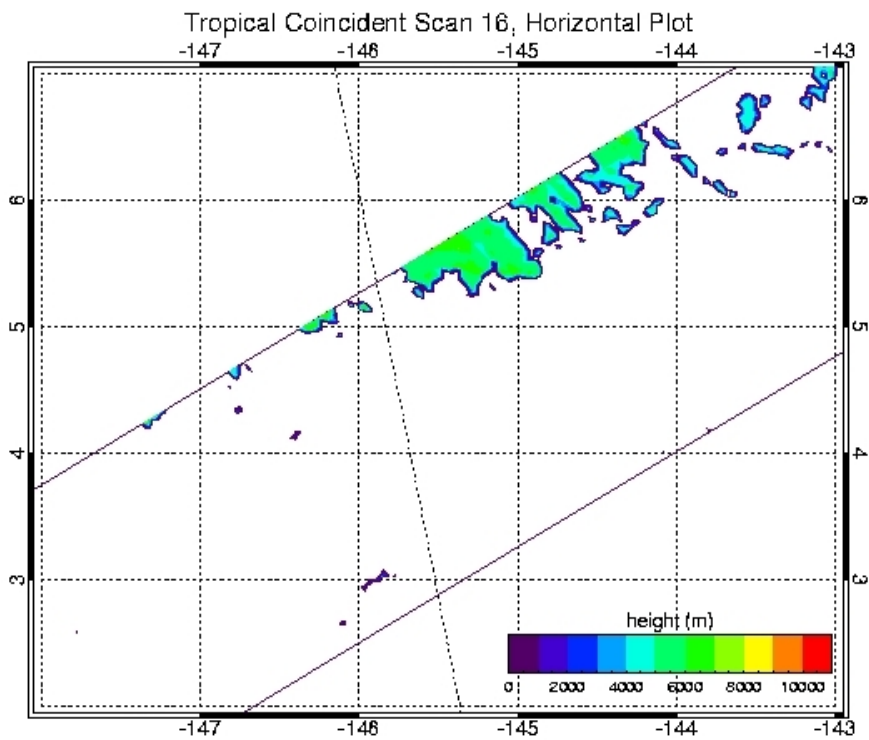 Tropical Coincident Scan 16, Horizontal Plot
-147 -146 -145 -144 -143
6 6
5 5
4 4
3 3
height (m)
0 2000 4000 6000 8000 10000
-147 -146 -145 -144 -143